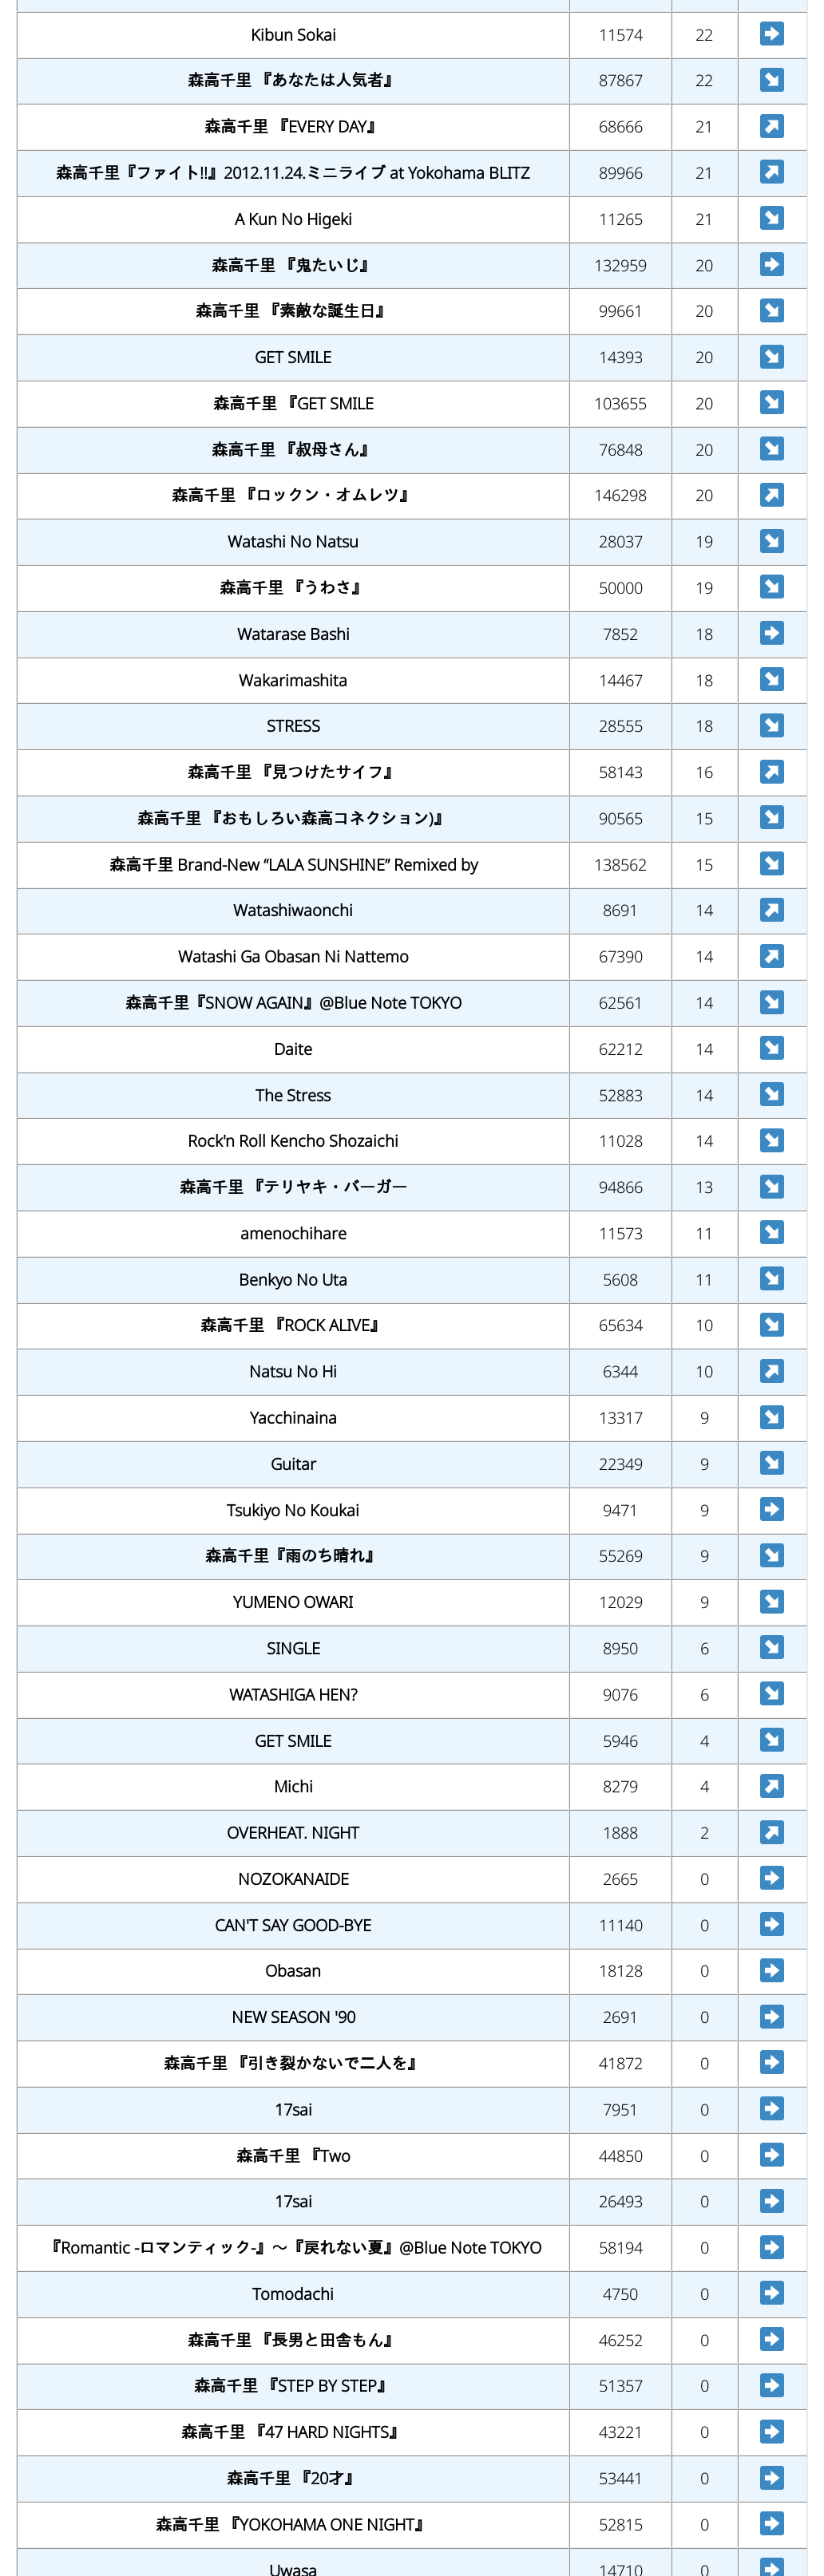 Kibun Sokai 11574 22
森高千里 『あなたは人気者』 87867 22
森高千里 『EVERY DAY』 68666 21
森高千里『ファイト!!』2012.11.24.ミニライブ at Yokohama BLITZ 89966 21
A Kun No Higeki 11265 21
森高千里 『鬼たいじ』 132959 20
森高千里 『素敵な誕生日』 99661 20
GET SMILE 14393 20
森高千里 『GET SMILE 103655 20
森高千里 『叔母さん』 76848 20
森高千里 『ロックン・オムレツ』 146298 20
Watashi No Natsu 28037 19
森高千里 『うわさ』 50000 19
Watarase Bashi 7852 18
Wakarimashita 14467 18
STRESS 28555 18
森高千里 『見つけたサイフ』 58143 16
森高千里 『おもしろい森高コネクション)』 90565 15
森高千里 Brand-New “LALA SUNSHINE” Remixed by 138562 15
Watashiwaonchi 8691 14
Watashi Ga Obasan Ni Nattemo 67390 14
森高千里『SNOW AGAIN』@Blue Note TOKYO 62561 14
Daite 62212 14
The Stress 52883 14
Rock'n Roll Kencho Shozaichi 11028 14
森高千里 『テリヤキ・バーガー 94866 13
amenochihare 11573 11
Benkyo No Uta 5608 11
森高千里 『ROCK ALIVE』 65634 10
Natsu No Hi 6344 10
Yacchinaina 13317 9
Guitar 22349 9
Tsukiyo No Koukai 9471 9
森高千里『雨のち晴れ』 55269 9
YUMENO OWARI 12029 9
SINGLE 8950 6
WATASHIGA HEN? 9076 6
GET SMILE 5946 4
Michi 8279 4
OVERHEAT. NIGHT 1888 2
NOZOKANAIDE 2665 0
CAN'T SAY GOOD-BYE 11140 0
Obasan 18128 0
NEW SEASON '90 2691 0
森高千里 『引き裂かないで二人を』 41872 0
17sai 7951 0
森高千里 『Two 44850 0
17sai 26493 0
『Romantic -ロマンティック-』〜『戻れない夏』@Blue Note TOKYO 58194 0
Tomodachi 4750 0
森高千里 『長男と田舎もん』 46252 0
森高千里 『STEP BY STEP』 51357 0
森高千里 『47 HARD NIGHTS』 43221 0
森高千里 『20才』 53441 0
森高千里 『YOKOHAMA ONE NIGHT』 52815 0
Uwasa 14710 0